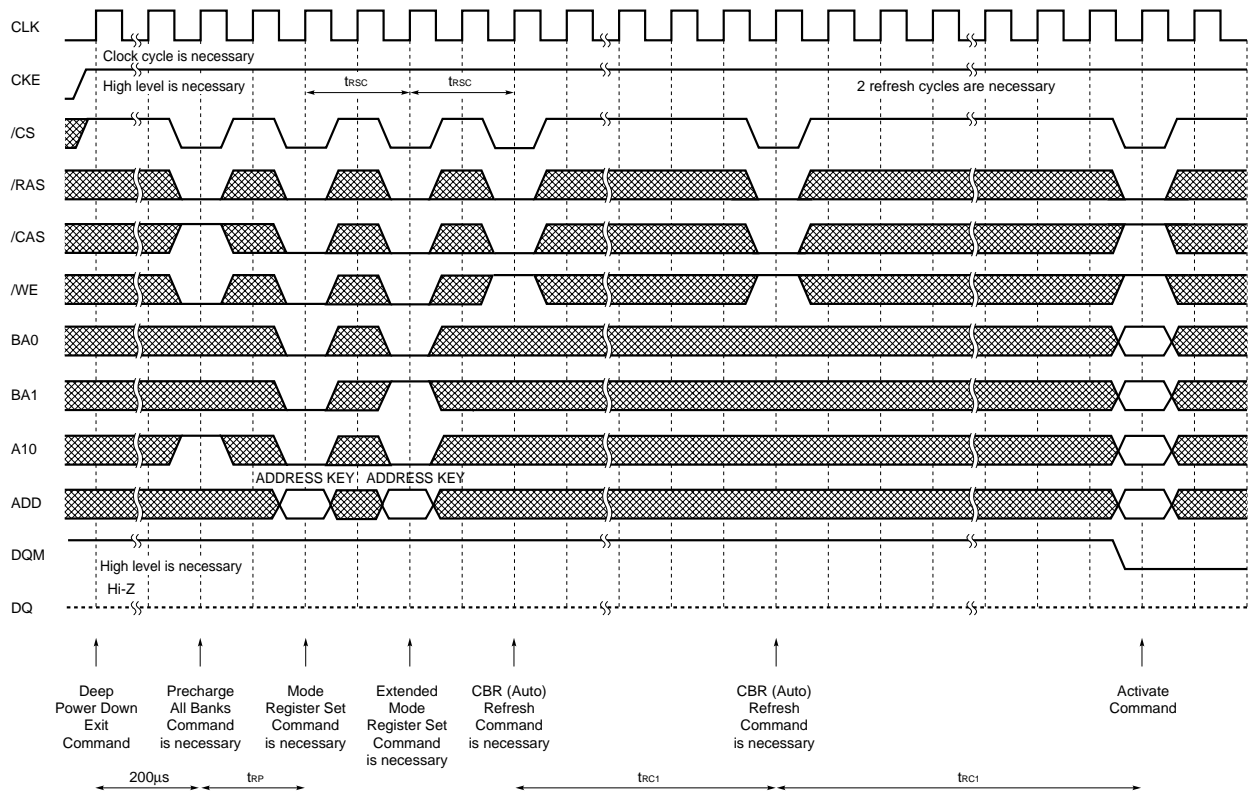 CLK
Clock cycle is necessary
CKE
High level is necessary
tRSC
tRSC
2 refresh cycles are necessary
/CS
/RAS
/CAS
/WE
BA0
BA1
A10
ADDRESS KEY
ADDRESS KEY
ADD
DQM
High level is necessary
Hi-Z
DQ
Deep
Power Down
Exit
Command
Precharge
All Banks
Command
is necessary
Mode
Register Set
Command
is necessary
Extended
Mode
Register Set
Command
is necessary
CBR (Auto)
Refresh
Command
is necessary
CBR (Auto)
Refresh
Command
is necessary
Activate
Command
200µs
tRP
tRC1
tRC1